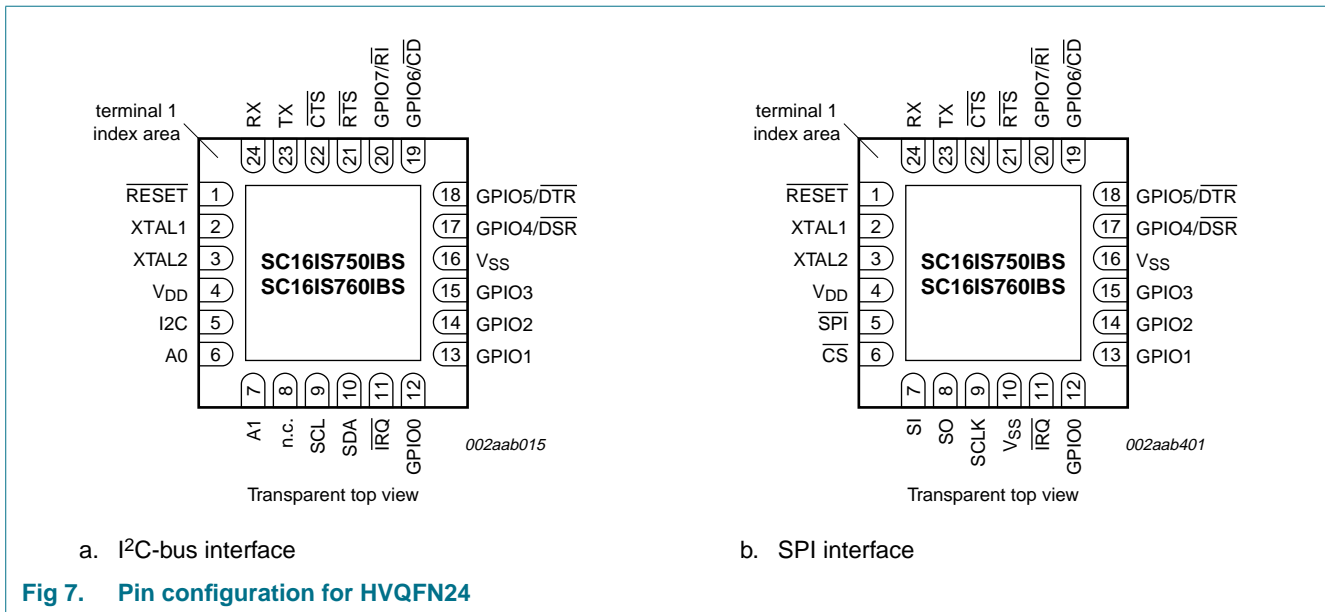 terminal 1
index area
RX
TX
CTS
RTS
GPIO7/RI
GPIO6/CD
24
23
22
21
20
19
RESET 1
XTAL1 2
XTAL2 3
VDD 4
I2C 5
A0 6
SC16IS750IBS
SC16IS760IBS
18 GPIO5/DTR
17 GPIO4/DSR
16 VSS
15 GPIO3
14 GPIO2
13 GPIO1
7
8
9
10
11
12
A1
n.c.
SCL
SDA
IRQ
GPIO0
002aab015
Transparent top view
a. I²C-bus interface
terminal 1
index area
RX
TX
CTS
RTS
GPIO7/RI
GPIO6/CD
24
23
22
21
20
19
RESET 1
XTAL1 2
XTAL2 3
VDD 4
SPI 5
CS 6
SC16IS750IBS
SC16IS760IBS
18 GPIO5/DTR
17 GPIO4/DSR
16 VSS
15 GPIO3
14 GPIO2
13 GPIO1
7
8
9
10
11
12
SI
SO
SCLK
VSS
IRQ
GPIO0
002aab401
Transparent top view
b. SPI interface
Fig 7. Pin configuration for HVQFN24